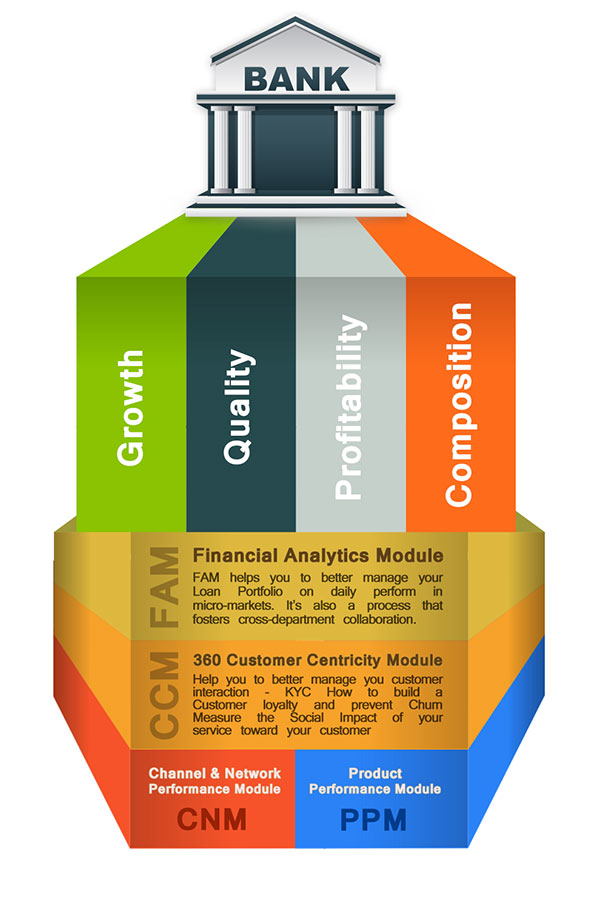 BANK
Growth
Quality
Profitability
Composition
FAM
Financial Analytics Module
FAM helps you to better manage your
Loan Portfolio on daily perform in
micro-markets. It's also a process that
fosters cross-department collaboration.
CCM
360 Customer Centricity Module
Help you to better manage you customer
interaction - KYC How to build a
Customer loyalty and prevent Churn
Measure the Social Impact of your
service toward your customer
Channel & Network
Performance Module
CNM
Product
Performance Module
PPM